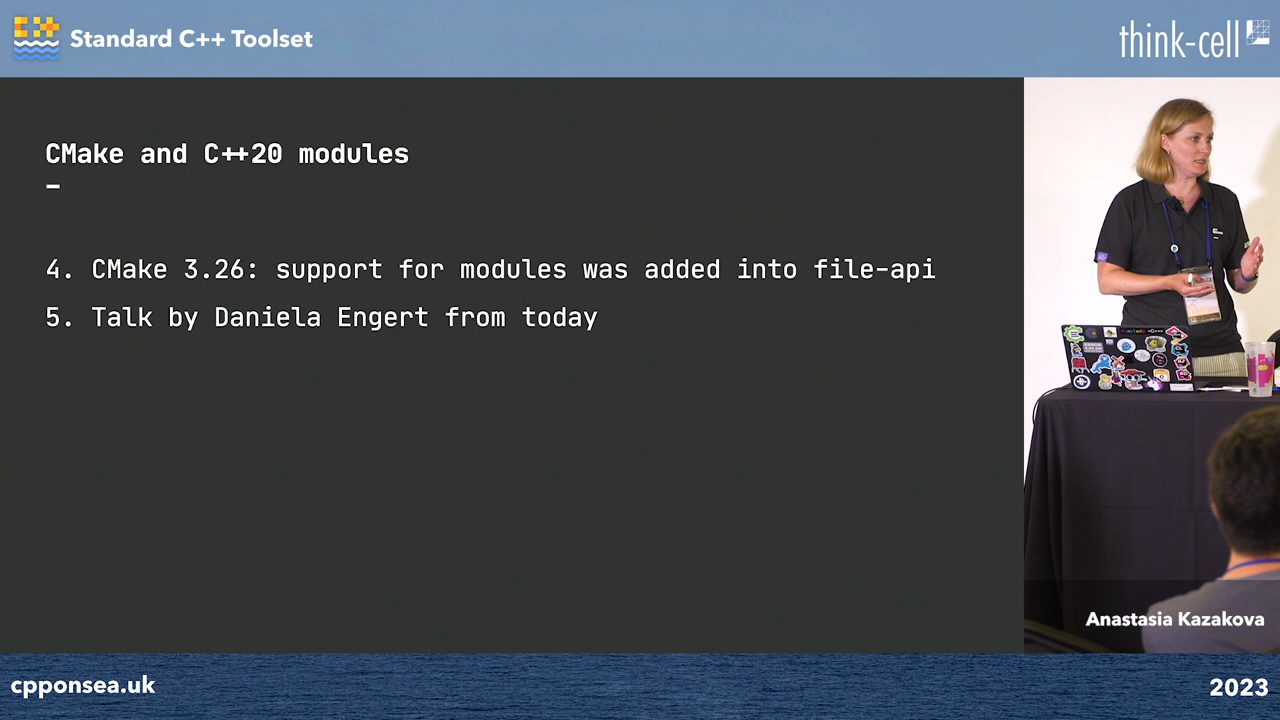 Standard C++ Toolset
think-cell
CMake and C++20 modules
4. CMake 3.26: support for modules was added into file-api
5. Talk by Daniela Engert from today
Anastasia Kazakova
cpponsea.uk
2023